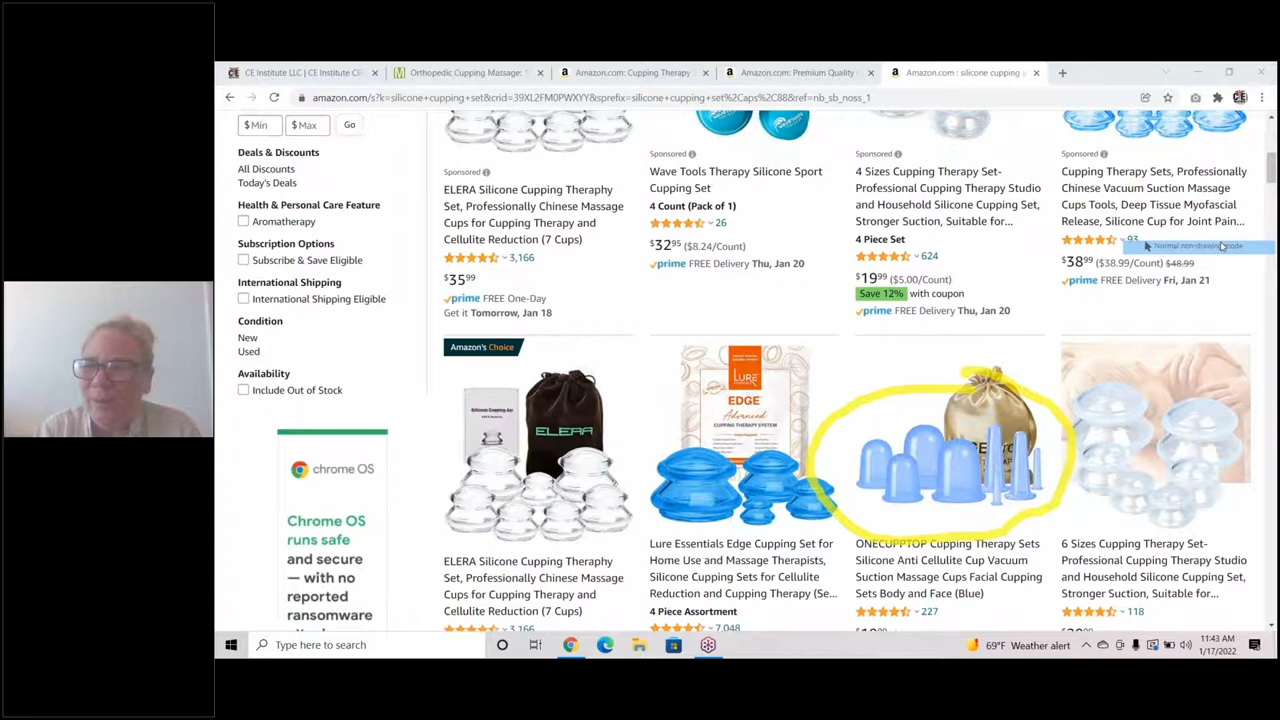 CE Institute LLC | CE Institute CE
Orthopedic Cupping Massage:
Amazon.com: Cupping Therapy
Amazon.com: Premium Quality
Amazon.com : silicone cupping
amazon.com/s?k=silicone+cupping+set&crid=39XL2FM0PWXYY&sprefix=silicone+cupping+set%2Caps%2C88&ref=nb_sb_noss_1
$ Min
$ Max
Go
Deals & Discounts
All Discounts
Today's Deals
Health & Personal Care Feature
Aromatherapy
Subscription Options
Subscribe & Save Eligible
International Shipping
International Shipping Eligible
Condition
New
Used
Availability
Include Out of Stock
chrome OS
Chrome OS
runs safe
and secure
— with no
reported
ransomware
Sponsored
ELERA Silicone Cupping Theraphy
Set, Professionally Chinese Massage
Cups for Cupping Therapy and
Cellulite Reduction (7 Cups)
3,166
$3599
prime FREE One-Day
Get it Tomorrow, Jan 18
Sponsored
Wave Tools Therapy Silicone Sport
Cupping Set
4 Count (Pack of 1)
26
$3295 ($8.24/Count)
prime FREE Delivery Thu, Jan 20
Sponsored
4 Sizes Cupping Therapy Set-
Professional Cupping Therapy Studio
and Household Silicone Cupping Set,
Stronger Suction, Suitable for...
4 Piece Set
624
$1999 ($5.00/Count)
Save 12% with coupon
prime FREE Delivery Thu, Jan 20
Sponsored
Cupping Therapy Sets, Professionally
Chinese Vacuum Suction Massage
Cups Tools, Deep Tissue Myofascial
Release, Silicone Cup for Joint Pain...
93
Normal non-drawing mode
$3899 ($38.99/Count) $48.99
prime FREE Delivery Fri, Jan 21
Amazon's Choice
Silicone Cupping Jar
ELERA
ELERA Silicone Cupping Theraphy
Set, Professionally Chinese Massage
Cups for Cupping Therapy and
Cellulite Reduction (7 Cups)
3,166
LURE
EDGE
Advanced
CUPPING THERAPY SYSTEM
Lure Essentials Edge Cupping Set for
Home Use and Massage Therapists,
Silicone Cupping Sets for Cellulite
Reduction and Cupping Therapy (Se...
4 Piece Assortment
7,048
ONECUPPTOP Cupping Therapy Sets
Silicone Anti Cellulite Cup Vacuum
Suction Massage Cups Facial Cupping
Sets Body and Face (Blue)
227
6 Sizes Cupping Therapy Set-
Professional Cupping Therapy Studio
and Household Silicone Cupping Set,
Stronger Suction, Suitable for...
118
Type here to search
69°F Weather alert
11:43 AM
1/17/2022